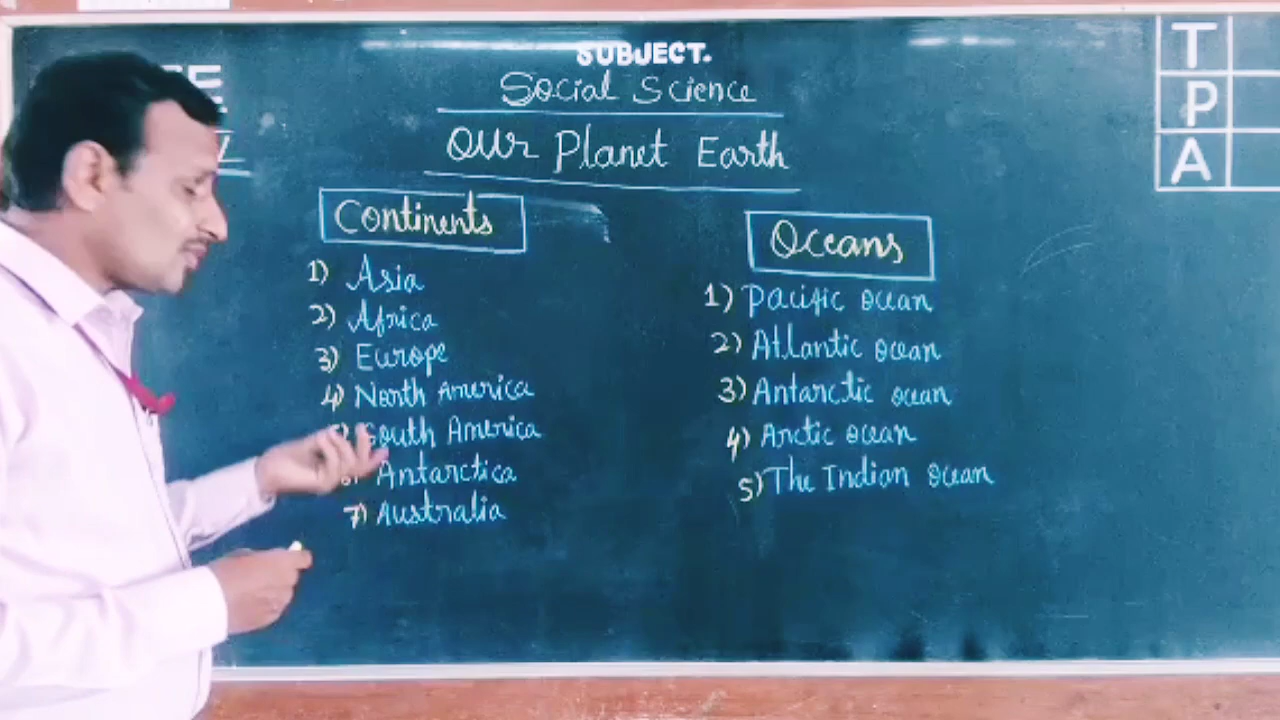 SUBJECT.
Social Science
Our Planet Earth
Continents
1) Asia
2) Africa
3) Europe
4) North America
5) South America
6) Antarctica
7) Australia
Oceans
1) Pacific ocean
2) Atlantic ocean
3) Antarctic ocean
4) Arctic ocean
5) The Indian ocean
T
P
A